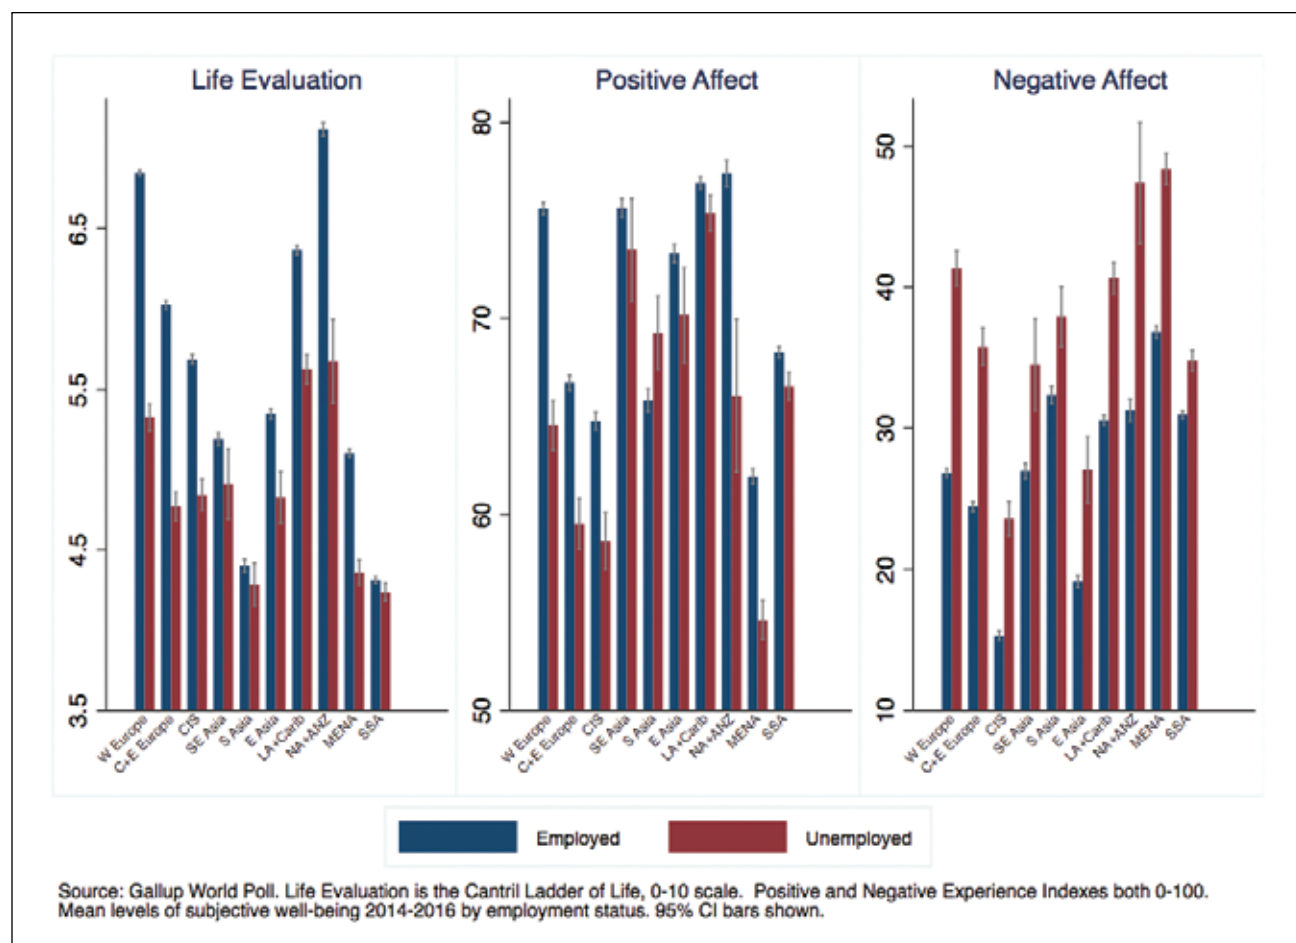 Life Evaluation
Positive Affect
Negative Affect
6.5
5.5
4.5
3.5
W Europe
C+E Europe
CIS
SE Asia
S Asia
E Asia
LA+Carib
NA+ANZ
MENA
SSA
80
70
60
50
W Europe
C+E Europe
CIS
SE Asia
S Asia
E Asia
LA+Carib
NA+ANZ
MENA
SSA
50
40
30
20
10
W Europe
C+E Europe
CIS
SE Asia
S Asia
E Asia
LA+Carib
NA+ANZ
MENA
SSA
Employed
Unemployed
Source: Gallup World Poll. Life Evaluation is the Cantril Ladder of Life, 0-10 scale. Positive and Negative Experience Indexes both 0-100.
Mean levels of subjective well-being 2014-2016 by employment status. 95% CI bars shown.